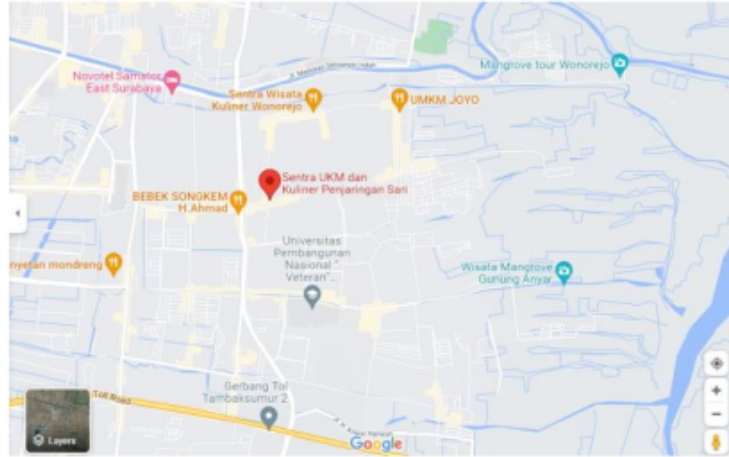 Novotel Samator
East Surabaya
Sentra Wisata
Kuliner Wonorejo
UMKM JOYO
Mangrove tour Wonorejo
Sentra UKM dan
Kuliner Penjaringan Sari
BEBEK SONGKEM
H.Ahmad
nyetan mondreng
Universitas
Pembangunan
Nasional "
Veteran"...
Wisata Mangrove
Gunung Anyar
Gerbang Tol
Tambaksumur 2
Toll Road
Layers
Google